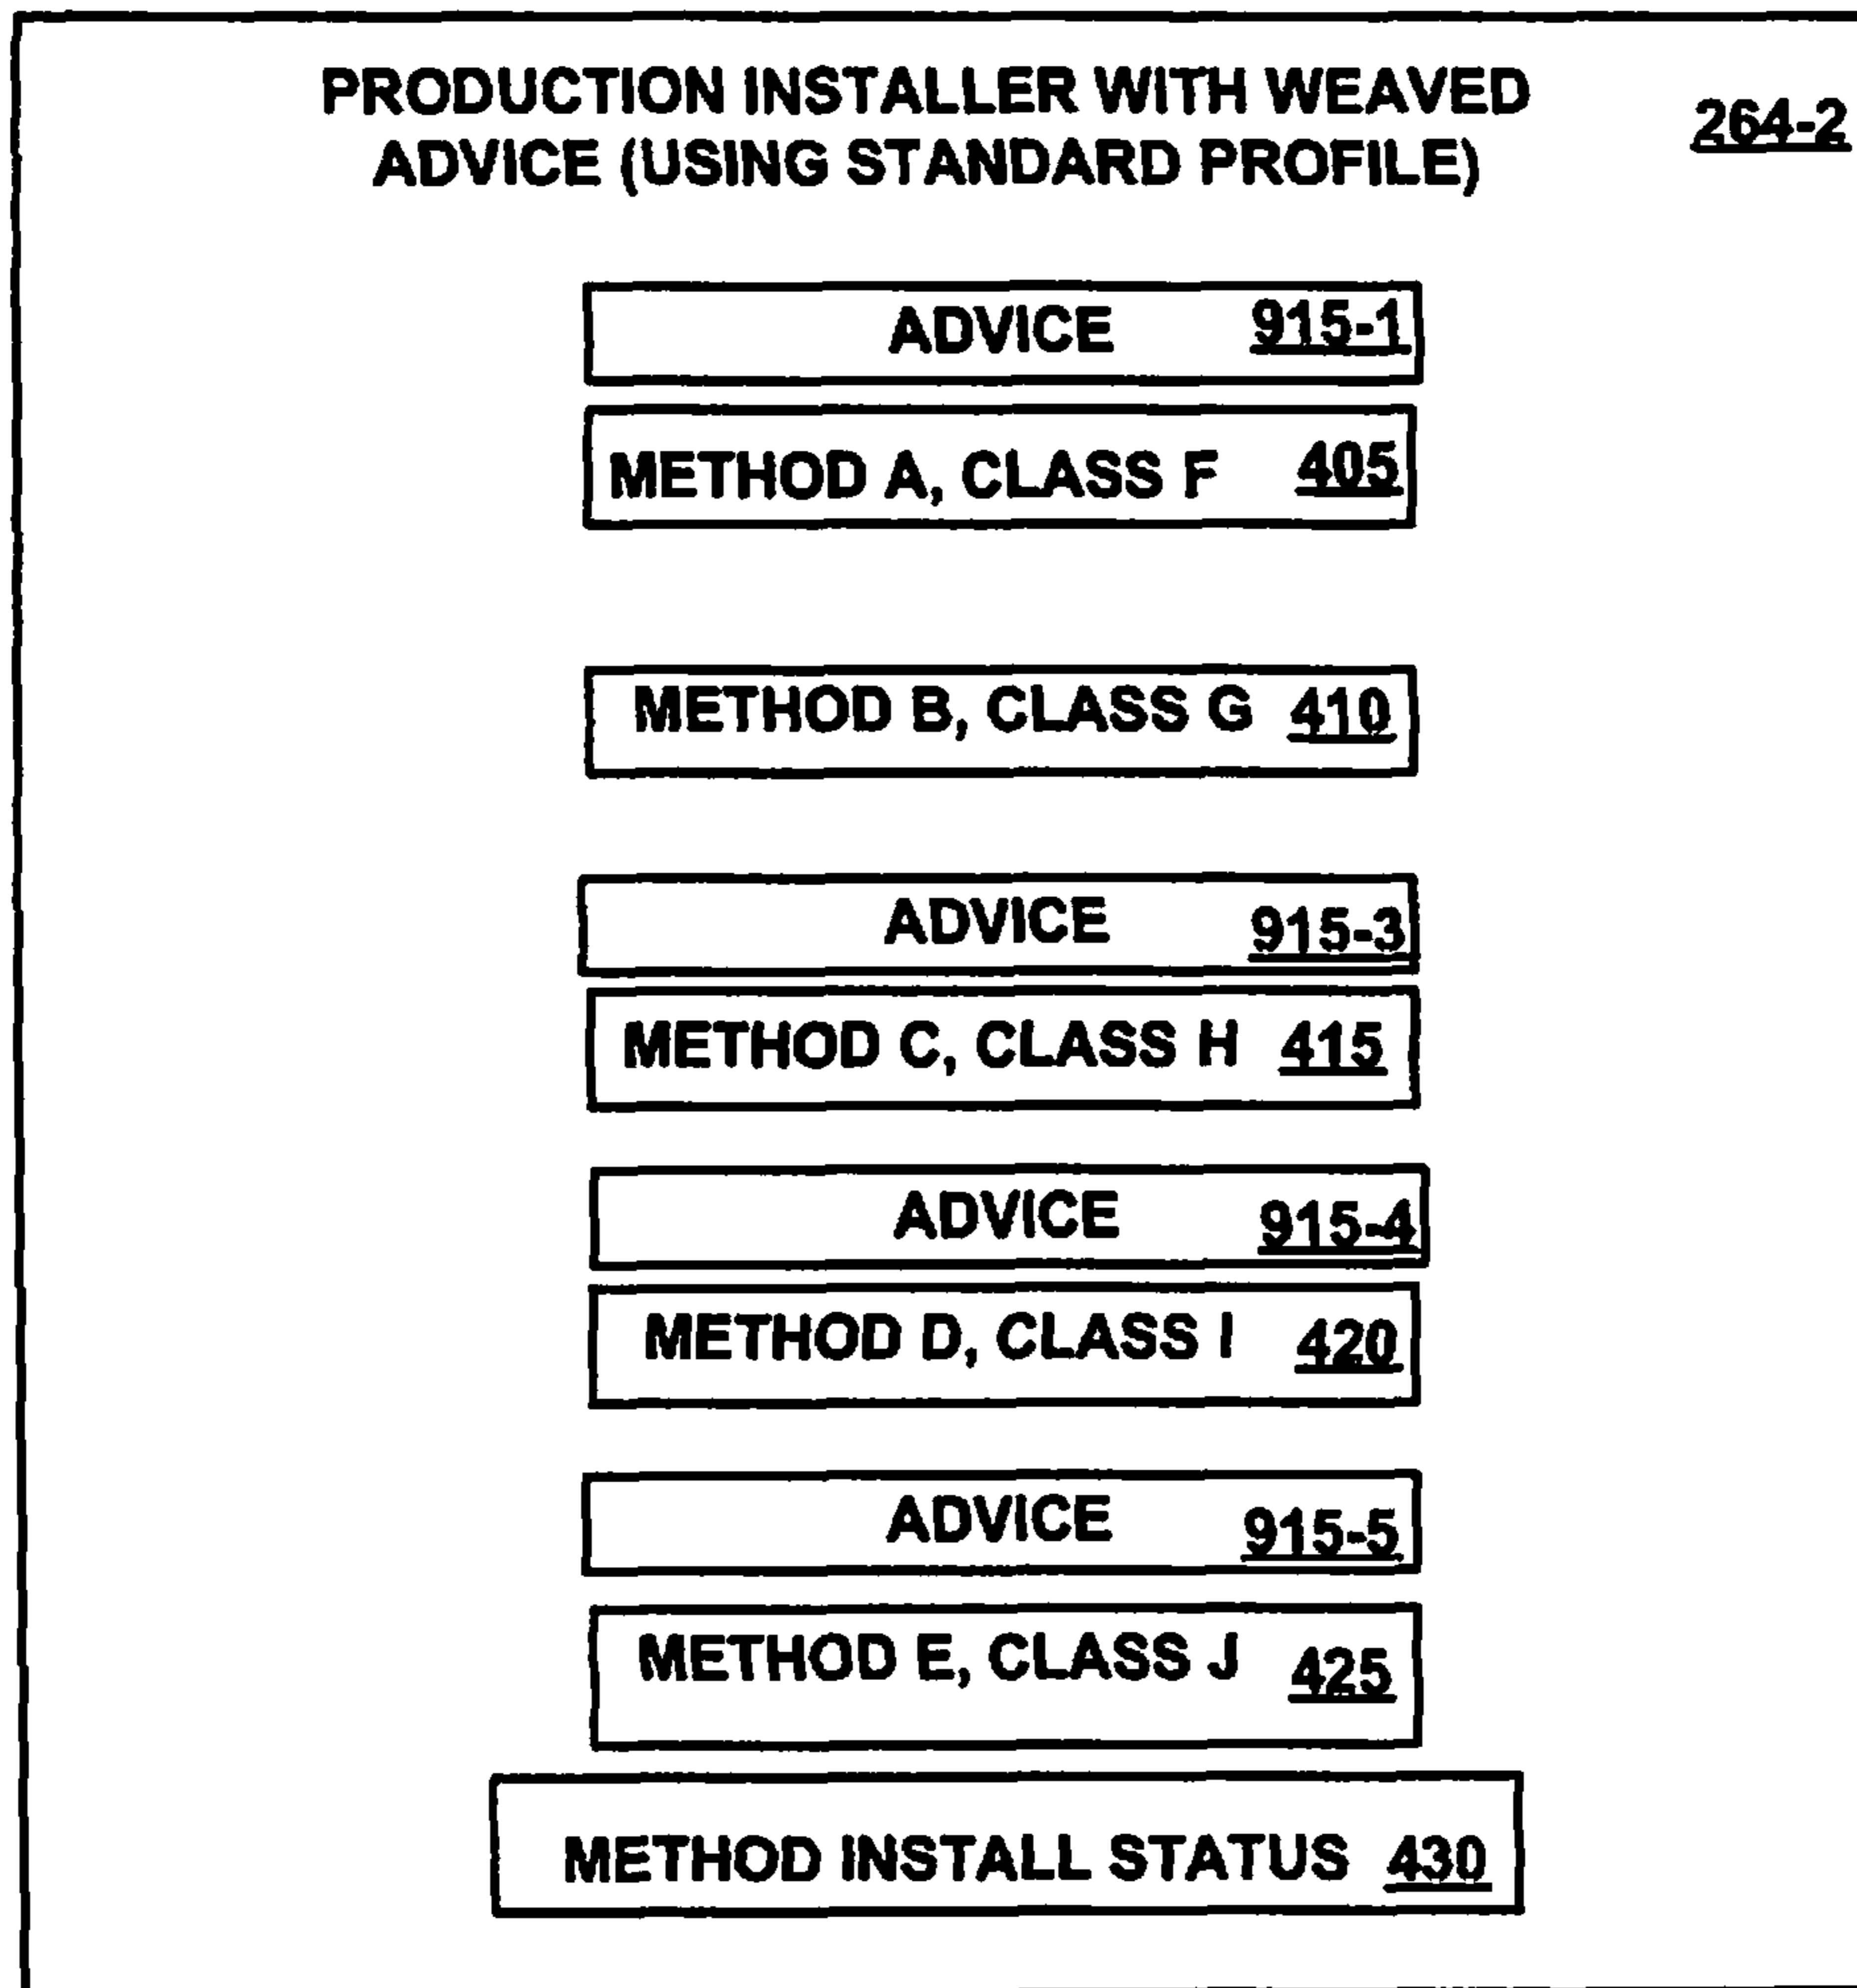 PRODUCTION INSTALLER WITH WEAVED
ADVICE (USING STANDARD PROFILE)
264-2
ADVICE 915-1
METHOD A, CLASS F 405
METHOD B, CLASS G 410
ADVICE 915-3
METHOD C, CLASS H 415
ADVICE 915-4
METHOD D, CLASS I 420
ADVICE 915-5
METHOD E, CLASS J 425
METHOD INSTALL STATUS 430